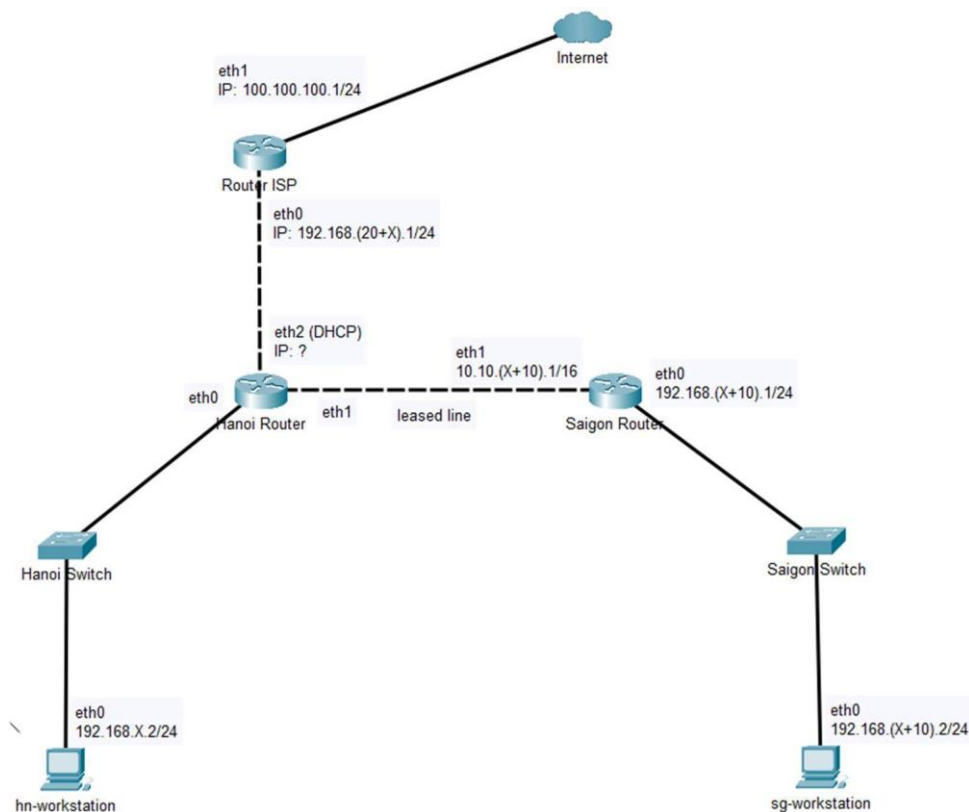 Internet
eth1
IP: 100.100.100.1/24
Router ISP
eth0
IP: 192.168.(20+X).1/24
eth2 (DHCP)
IP: ?
eth1
10.10.(X+10).1/16
eth0
192.168.(X+10).1/24
eth0
eth1
leased line
Hanoi Router
Saigon Router
Hanoi Switch
Saigon Switch
eth0
192.168.X.2/24
eth0
192.168.(X+10).2/24
hn-workstation
sg-workstation